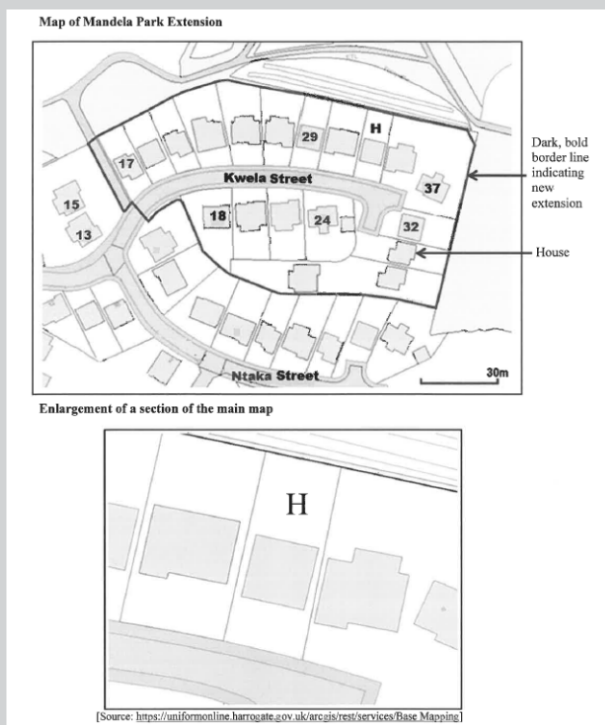 Map of Mandela Park Extension
H
29
17
37
Kwela Street
15
18
24
32
13
Dark, bold
border line
indicating
new
extension
House
Ntaka Street
30m
Enlargement of a section of the main map
H
[Source: https://uniformonline.harrogate.gov.uk/arcgis/rest/services/Base Mapping]